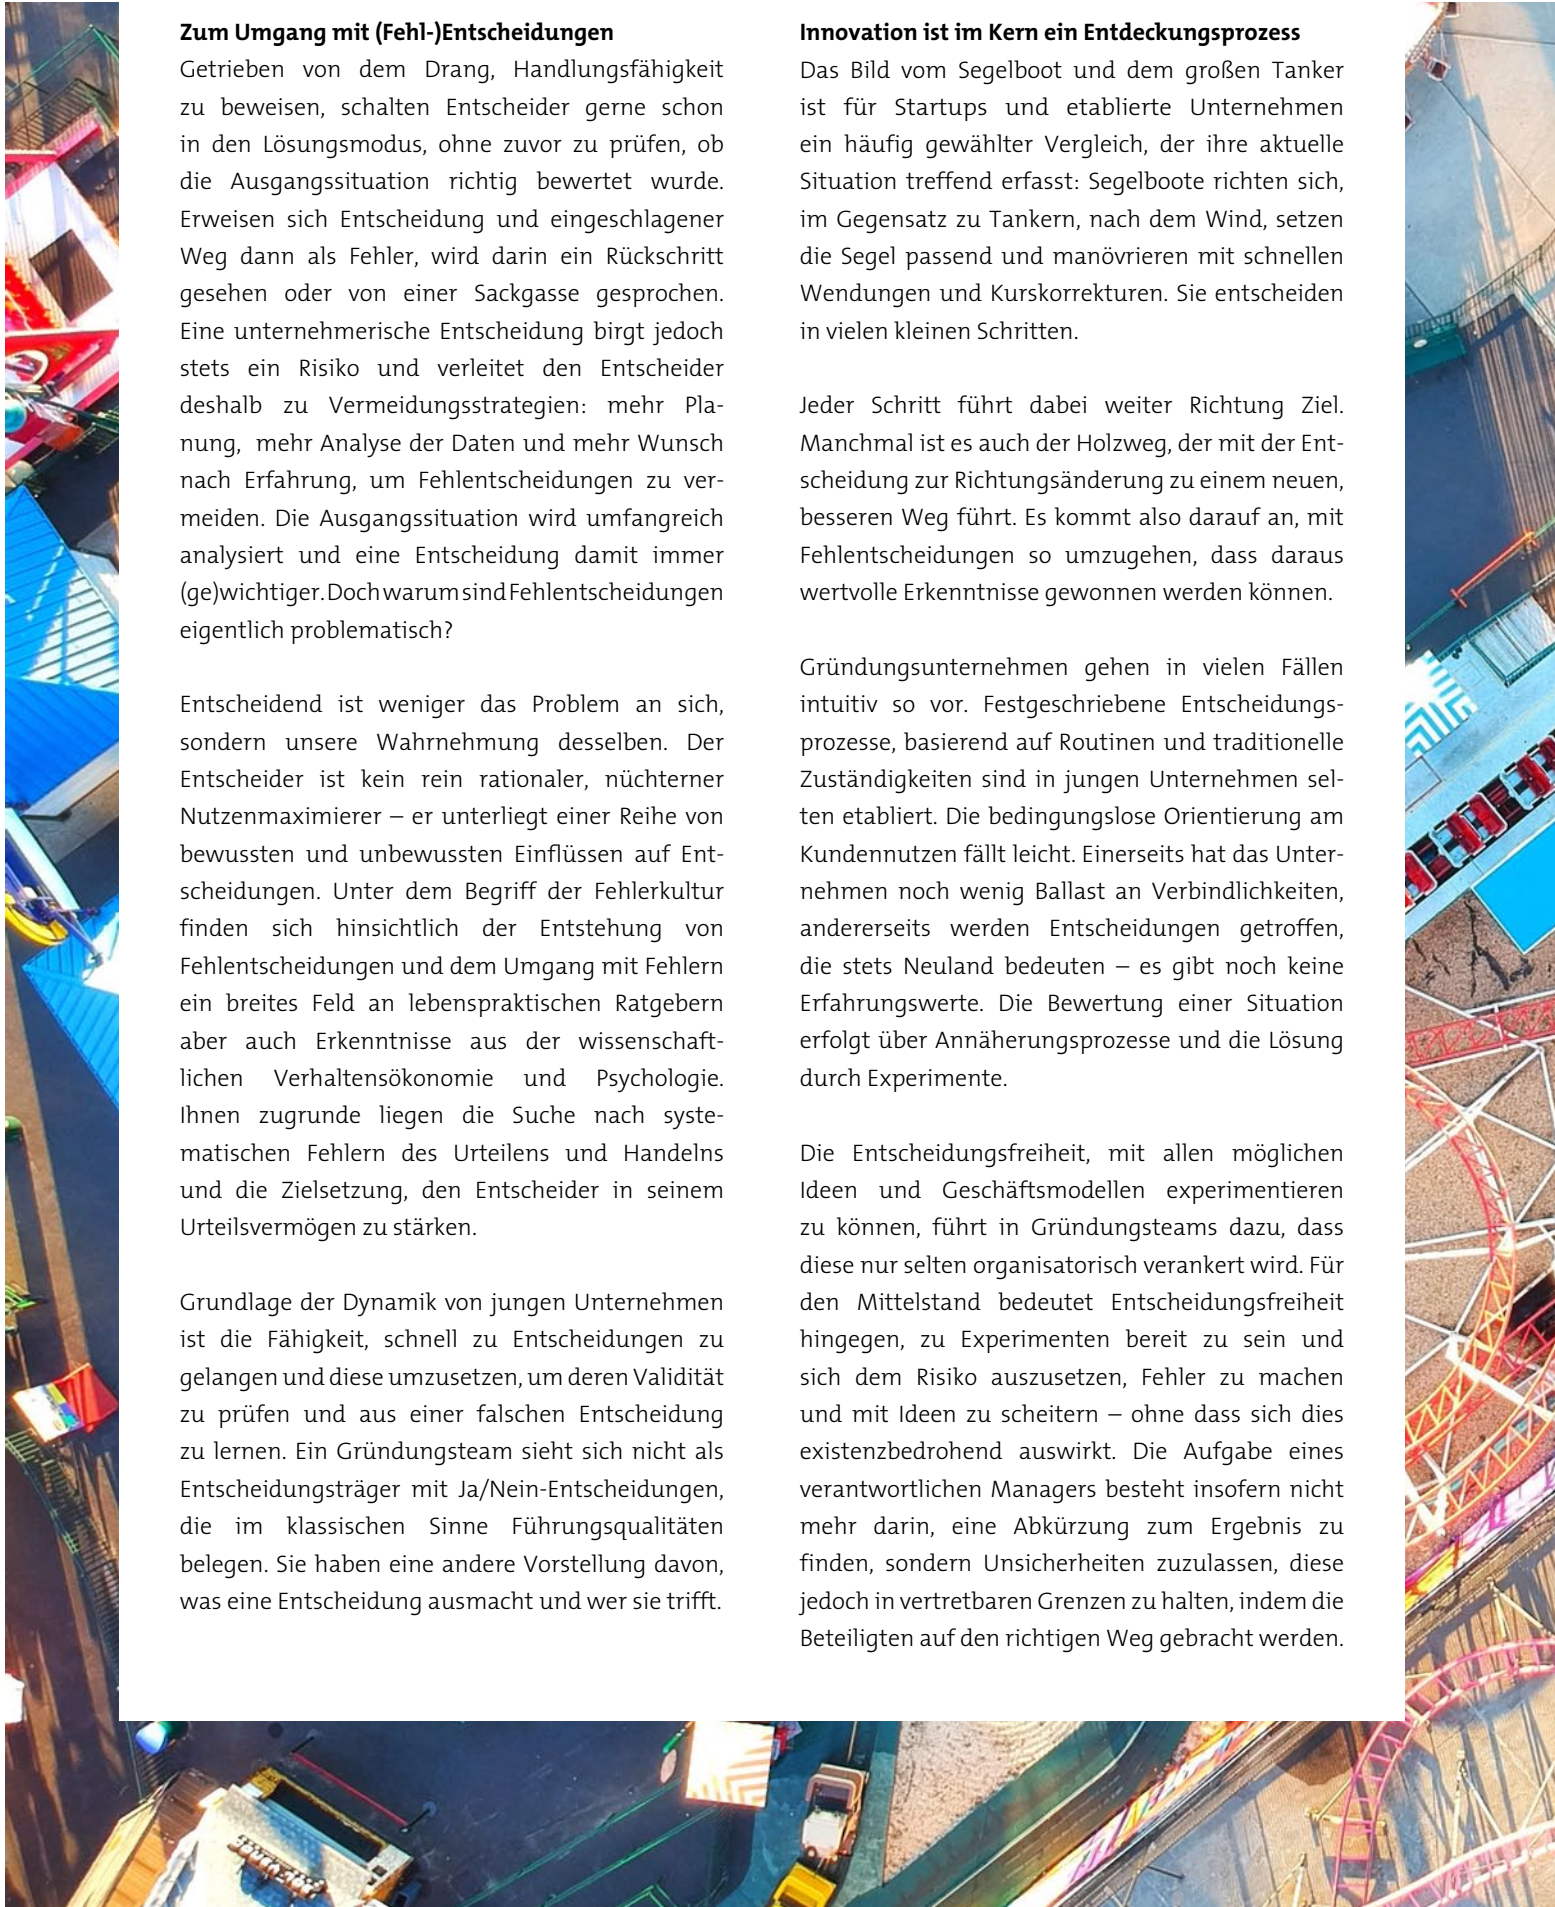 Zum Umgang mit (Fehl-)Entscheidungen
Getrieben von dem Drang, Handlungsfähigkeit
zu beweisen, schalten Entscheider gerne schon
in den Lösungsmodus, ohne zuvor zu prüfen, ob
die Ausgangssituation richtig bewertet wurde.
Erweisen sich Entscheidung und eingeschlagener
Weg dann als Fehler, wird darin ein Rückschritt
gesehen oder von einer Sackgasse gesprochen.
Eine unternehmerische Entscheidung birgt jedoch
stets ein Risiko und verleitet den Entscheider
deshalb zu Vermeidungsstrategien: mehr Pla-
nung, mehr Analyse der Daten und mehr Wunsch
nach Erfahrung, um Fehlentscheidungen zu ver-
meiden. Die Ausgangssituation wird umfangreich
analysiert und eine Entscheidung damit immer
(ge)wichtiger. Doch warum sind Fehlentscheidungen
eigentlich problematisch?

Entscheidend ist weniger das Problem an sich,
sondern unsere Wahrnehmung desselben. Der
Entscheider ist kein rein rationaler, nüchterner
Nutzenmaximierer – er unterliegt einer Reihe von
bewussten und unbewussten Einflüssen auf Ent-
scheidungen. Unter dem Begriff der Fehlerkultur
finden sich hinsichtlich der Entstehung von
Fehlentscheidungen und dem Umgang mit Fehlern
ein breites Feld an lebenspraktischen Ratgebern
aber auch Erkenntnisse aus der wissenschaft-
lichen Verhaltensökonomie und Psychologie.
Ihnen zugrunde liegen die Suche nach syste-
matischen Fehlern des Urteilens und Handelns
und die Zielsetzung, den Entscheider in seinem
Urteilsvermögen zu stärken.

Grundlage der Dynamik von jungen Unternehmen
ist die Fähigkeit, schnell zu Entscheidungen zu
gelangen und diese umzusetzen, um deren Validität
zu prüfen und aus einer falschen Entscheidung
zu lernen. Ein Gründungsteam sieht sich nicht als
Entscheidungsträger mit Ja/Nein-Entscheidungen,
die im klassischen Sinne Führungsqualitäten
belegen. Sie haben eine andere Vorstellung davon,
was eine Entscheidung ausmacht und wer sie trifft.

Innovation ist im Kern ein Entdeckungsprozess
Das Bild vom Segelboot und dem großen Tanker
ist für Startups und etablierte Unternehmen
ein häufig gewählter Vergleich, der ihre aktuelle
Situation treffend erfasst: Segelboote richten sich,
im Gegensatz zu Tankern, nach dem Wind, setzen
die Segel passend und manövrieren mit schnellen
Wendungen und Kurskorrekturen. Sie entscheiden
in vielen kleinen Schritten.

Jeder Schritt führt dabei weiter Richtung Ziel.
Manchmal ist es auch der Holzweg, der mit der Ent-
scheidung zur Richtungsänderung zu einem neuen,
besseren Weg führt. Es kommt also darauf an, mit
Fehlentscheidungen so umzugehen, dass daraus
wertvolle Erkenntnisse gewonnen werden können.

Gründungsunternehmen gehen in vielen Fällen
intuitiv so vor. Festgeschriebene Entscheidungs-
prozesse, basierend auf Routinen und traditionelle
Zuständigkeiten sind in jungen Unternehmen sel-
ten etabliert. Die bedingungslose Orientierung am
Kundennutzen fällt leicht. Einerseits hat das Unter-
nehmen noch wenig Ballast an Verbindlichkeiten,
andererseits werden Entscheidungen getroffen,
die stets Neuland bedeuten – es gibt noch keine
Erfahrungswerte. Die Bewertung einer Situation
erfolgt über Annäherungsprozesse und die Lösung
durch Experimente.

Die Entscheidungsfreiheit, mit allen möglichen
Ideen und Geschäftsmodellen experimentieren
zu können, führt in Gründungsteams dazu, dass
diese nur selten organisatorisch verankert wird. Für
den Mittelstand bedeutet Entscheidungsfreiheit
hingegen, zu Experimenten bereit zu sein und
sich dem Risiko auszusetzen, Fehler zu machen
und mit Ideen zu scheitern – ohne dass sich dies
existenzbedrohend auswirkt. Die Aufgabe eines
verantwortlichen Managers besteht insofern nicht
mehr darin, eine Abkürzung zum Ergebnis zu
finden, sondern Unsicherheiten zuzulassen, diese
jedoch in vertretbaren Grenzen zu halten, indem die
Beteiligten auf den richtigen Weg gebracht werden.